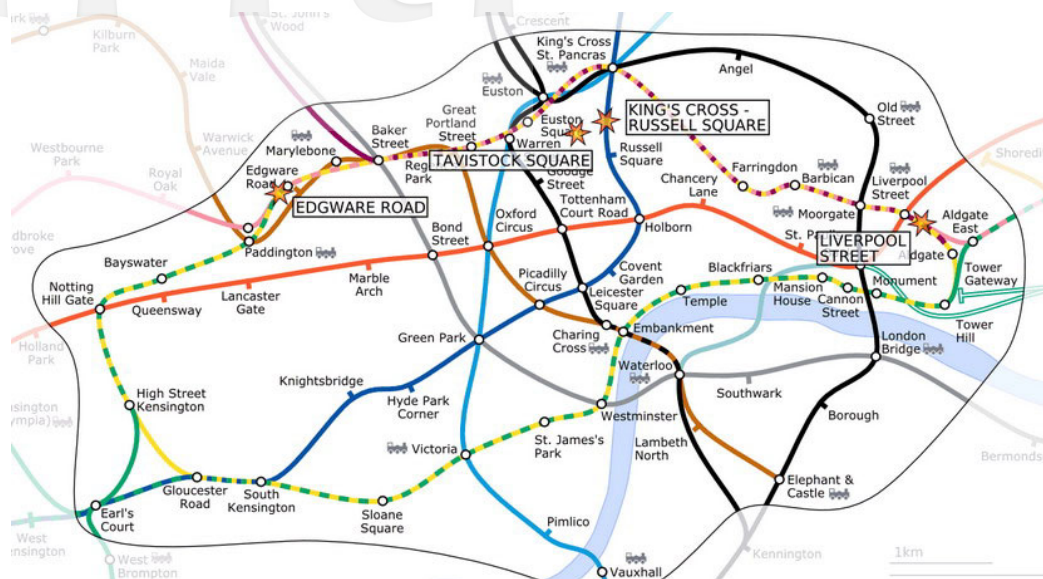 St. John's
Wood
Crescent
Kilburn
Park
Maida
Vale
Warwick
Avenue
Westbourne
Park
Royal
Oak
King's Cross
St. Pancras
Euston
Angel
Old
Street
Great
Portland
Street
Euston
Squ
Warren
KING'S CROSS -
RUSSELL SQUARE
Baker
Street
Marylebone
Edgware
Road
Reg
Park
TAVISTOCK SQUARE
Goodge
Street
Russell
Square
Farringdon
Barbican
Liverpool
Street
Shoredi
EDGWARE ROAD
Chancery
Lane
Moorgate
Aldgate
East
Tottenham
Court Road
Holborn
St. Pa
LIVERPOOL
STREET
Aldgate
Paddington
Bond
Street
Oxford
Circus
Bayswater
Notting
Hill Gate
Queensway
Lancaster
Gate
Marble
Arch
Picadilly
Circus
Covent
Garden
Leicester
Square
Blackfriars
Temple
Mansion
House
Cannon
Street
Monument
Tower
Gateway
Tower
Hill
Holland
Park
Green Park
Charing
Cross
Embankment
London
Bridge
Waterloo
Knightsbridge
Hyde Park
Corner
High Street
Kensington
Westminster
Southwark
Borough
Lambeth
North
St. James's
Park
Victoria
Bermonds
Gloucester
Road
South
Kensington
Sloane
Square
Elephant &
Castle
Earl's
Court
West
ensington
West
Brompton
Pimlico
Vauxhall
Kennington
1km